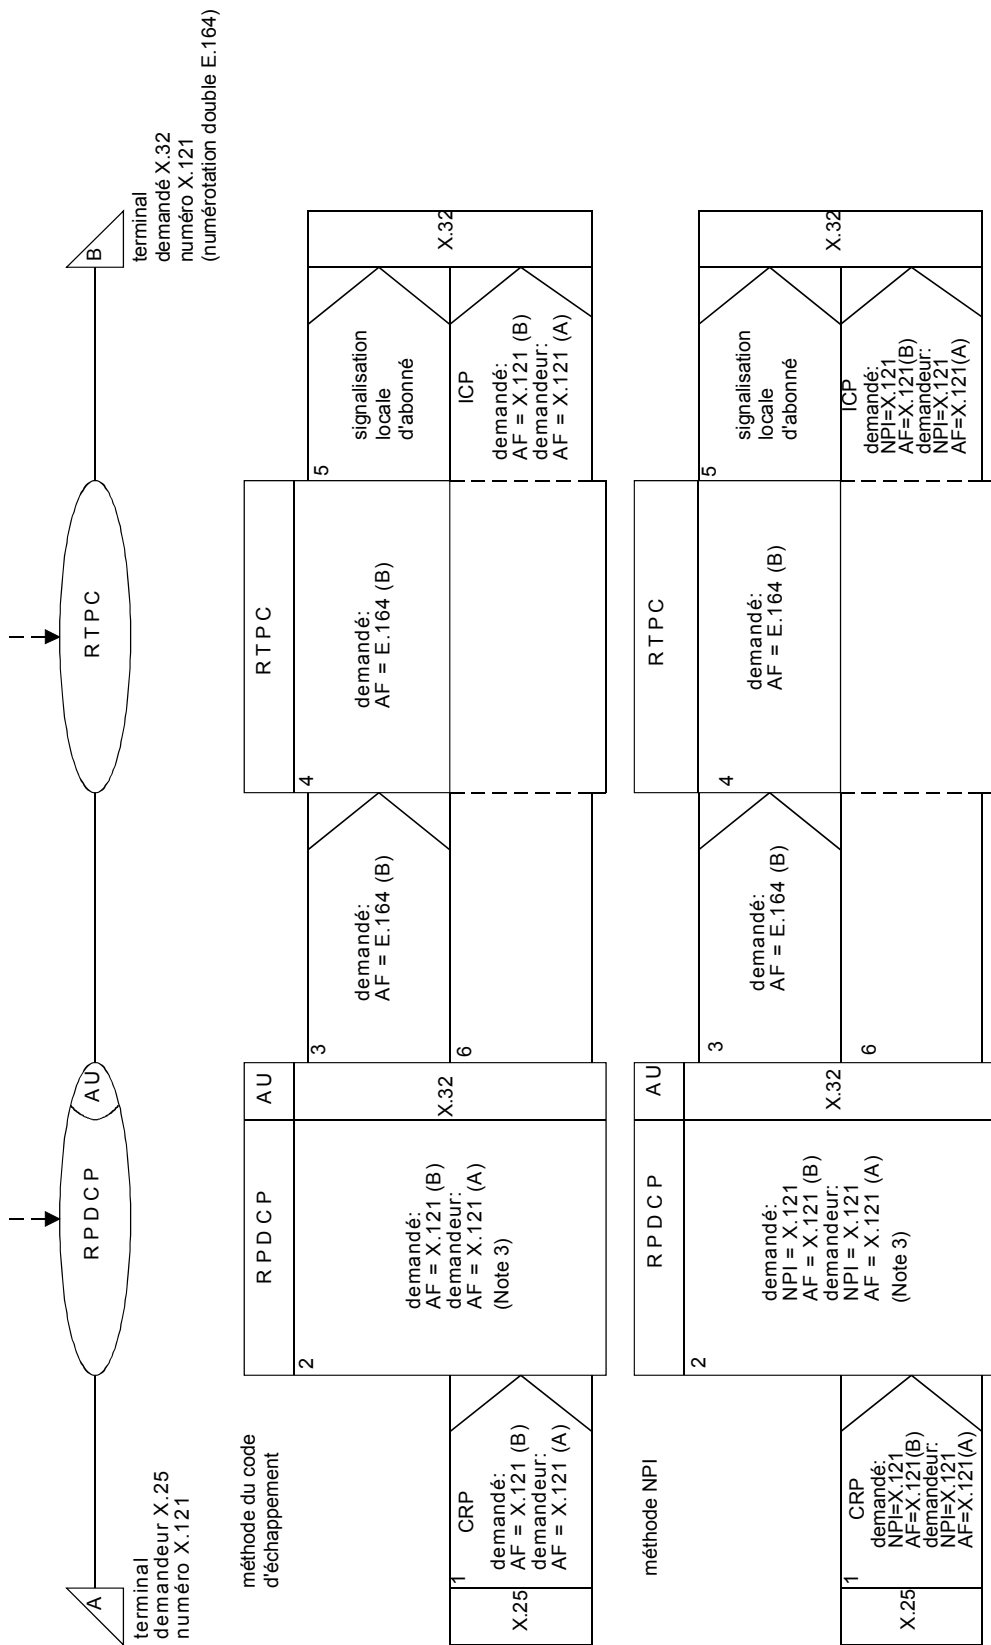 A
terminal
demandeur X.25
numéro X.121
RPDCP
AU
RTPC
B
terminal
demandé X.32
numéro X.121
(numérotation double E.164)
méthode du code
d'échappement
X.25
1
CRP
demandé:
AF = X.121 (B)
demandeur:
AF = X.121 (A)
RPDCP
AU
2
demandé:
AF = X.121 (B)
demandeur:
AF = X.121 (A)
(Note 3)
X.32
3
demandé:
AF = E.164 (B)
6
RTPC
4
demandé:
AF = E.164 (B)
5
signalisation
locale
d'abonné
ICP
demandé:
AF = X.121 (B)
demandeur:
AF = X.121 (A)
X.32
méthode NPI
X.25
1
CRP
demandé:
NPI=X.121
AF=X.121(B)
demandeur:
NPI=X.121
AF=X.121(A)
RPDCP
AU
2
demandé:
NPI = X.121
AF = X.121 (B)
demandeur:
NPI = X.121
AF = X.121 (A)
(Note 3)
X.32
3
demandé:
AF = E.164 (B)
6
RTPC
4
demandé:
AF = E.164 (B)
5
signalisation
locale
d'abonné
ICP
demandé:
NPI=X.121
AF=X.121(B)
demandeur:
NPI=X.121
AF=X.121(A)
X.32